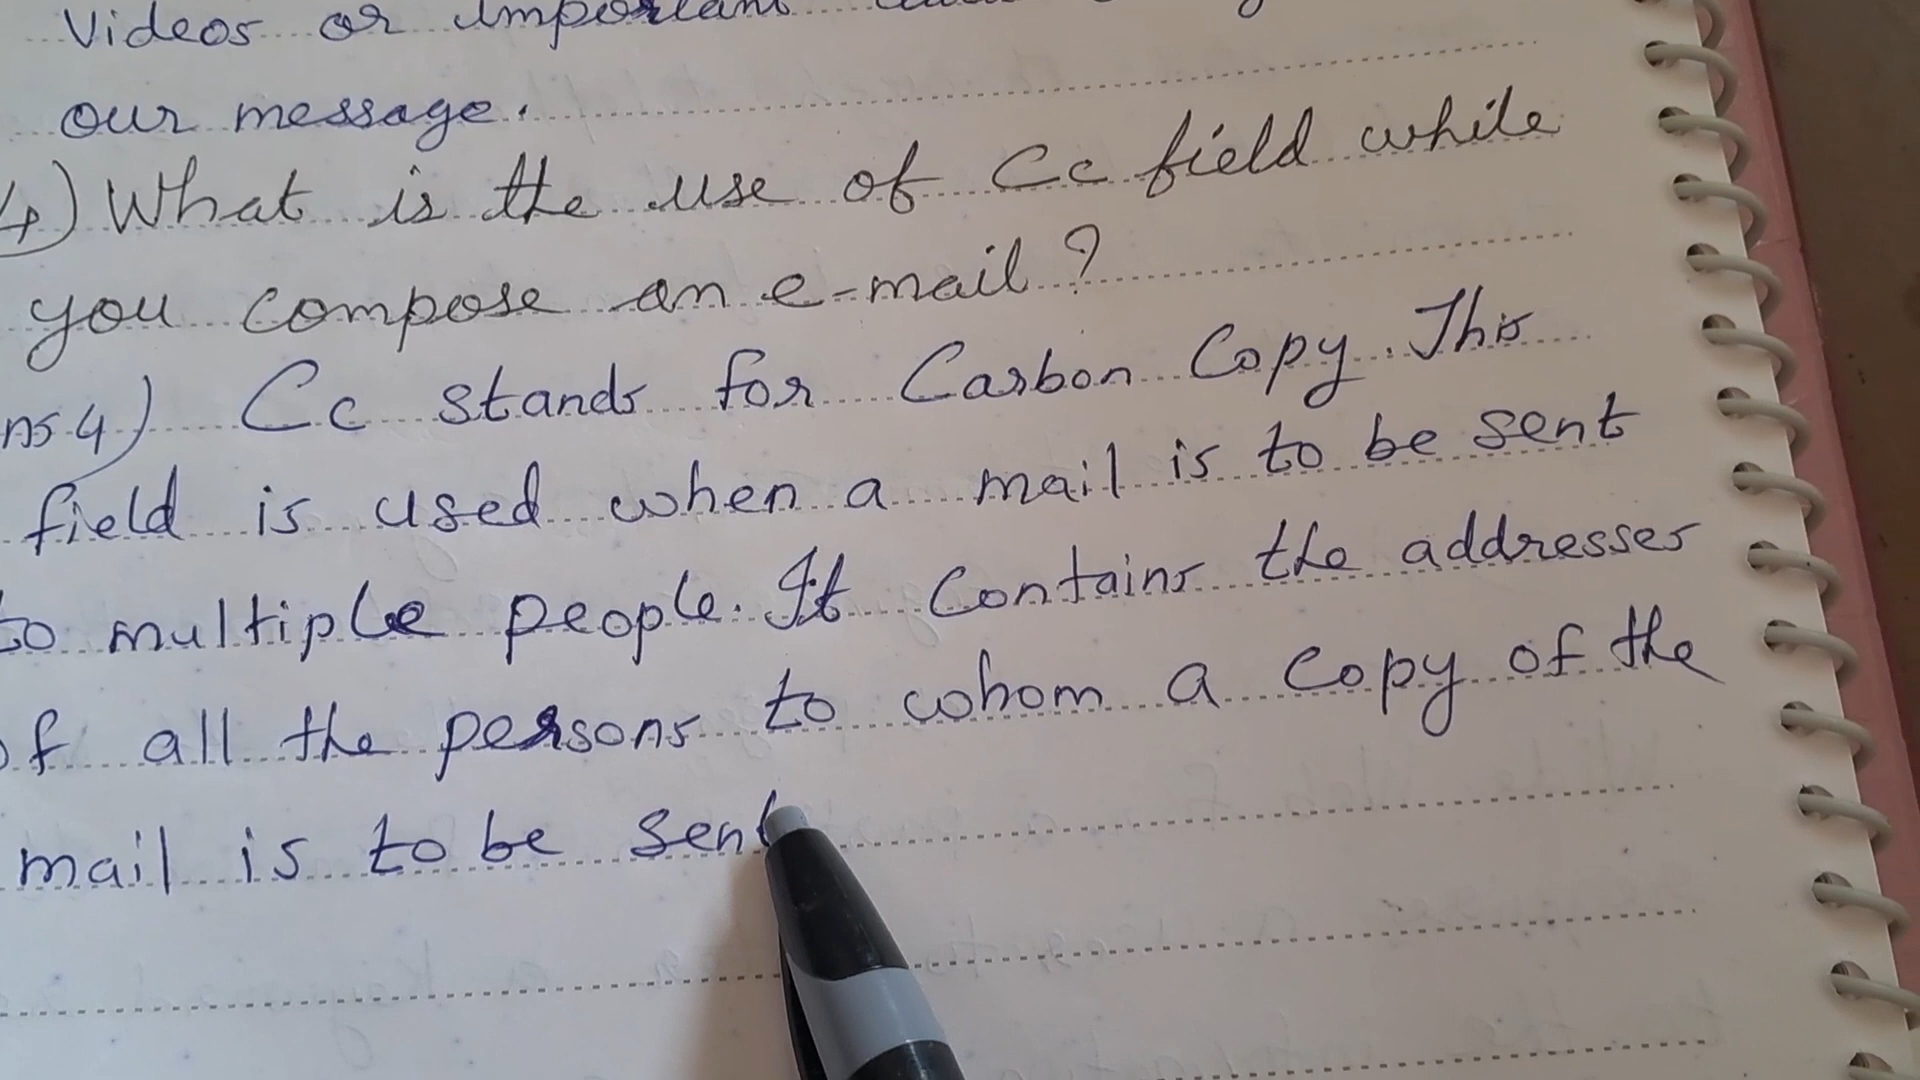 Videos or important
our message.
4) What is the use of Cc field while
you compose an e-mail?
ns 4) Cc stands for Carbon Copy. This
field is used when a mail is to be sent
to multiple people. It contains the addresses
of all the persons to whom a copy of the
mail is to be sent